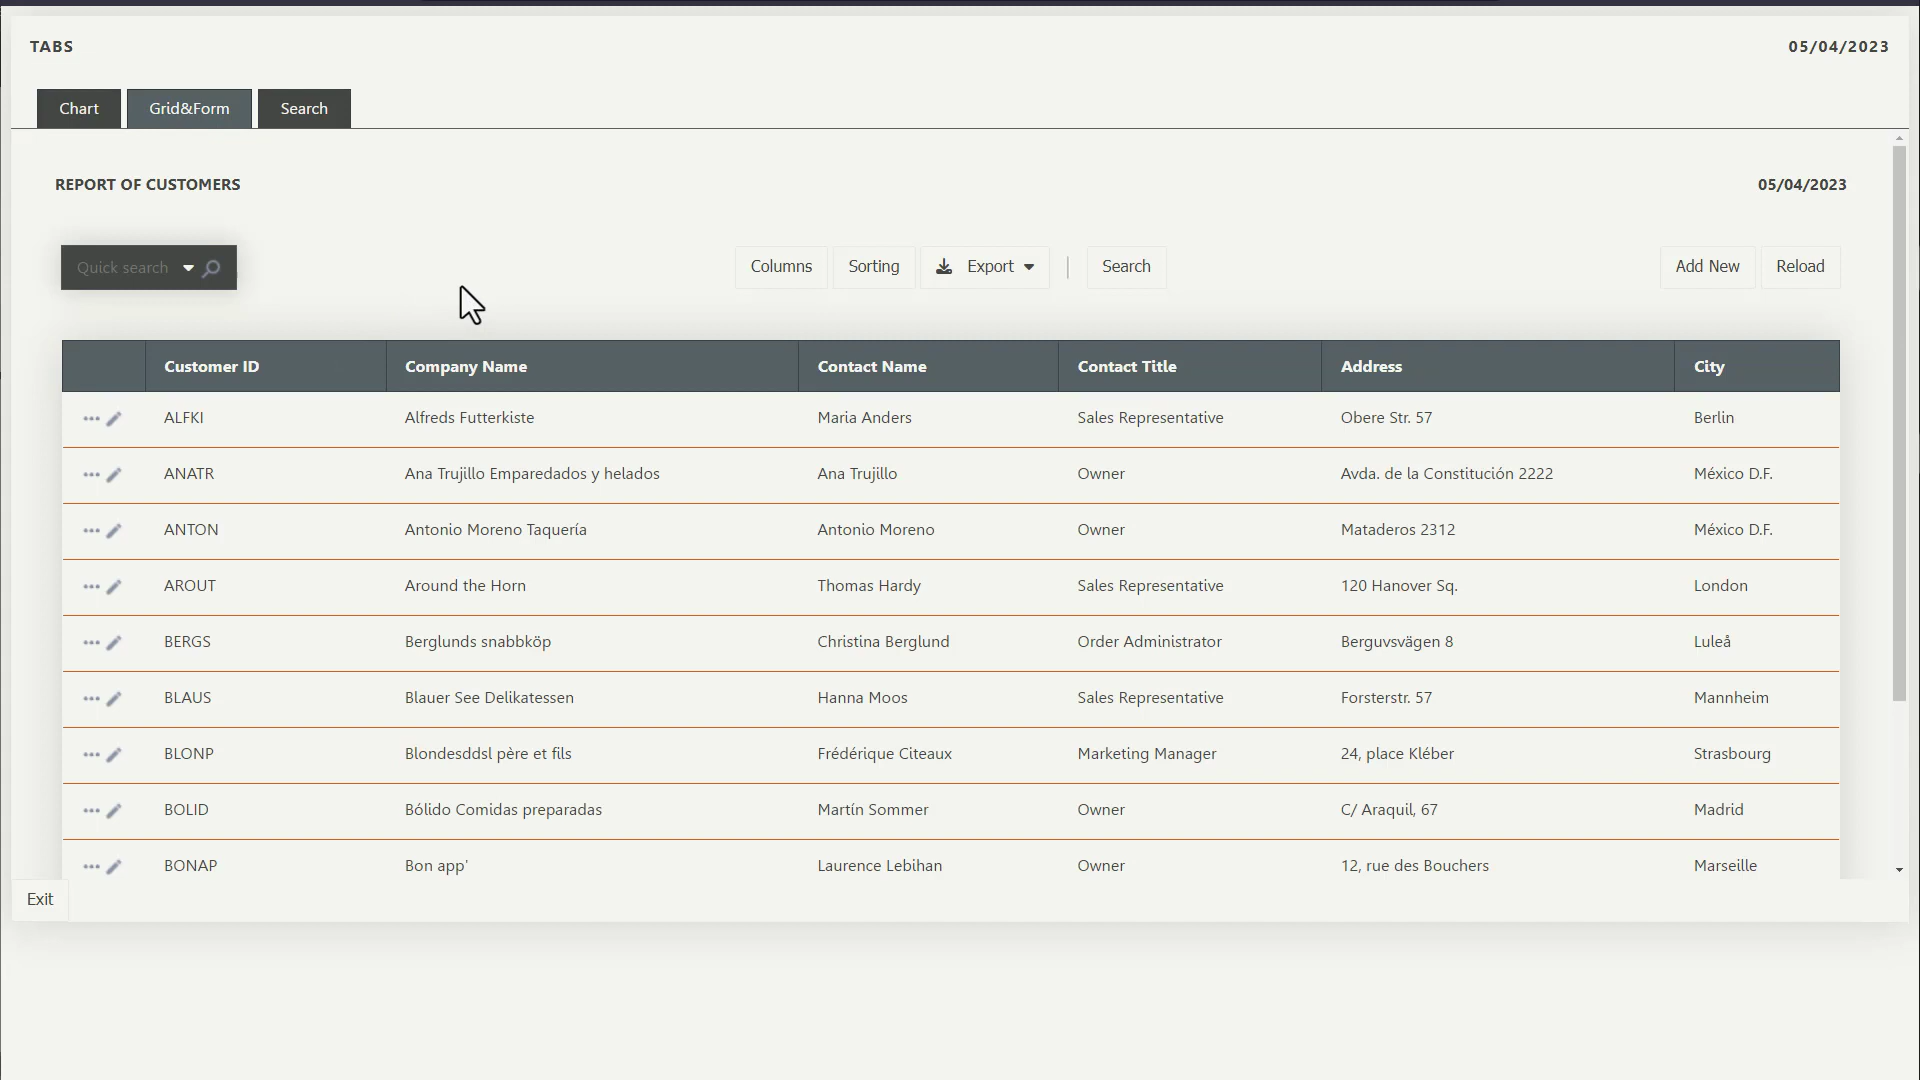 TABS 05/04/2023
Chart Grid&Form Search
REPORT OF CUSTOMERS 05/04/2023
Quick search Columns Sorting Export Search Add New Reload
Customer ID Company Name Contact Name Contact Title Address City
ALFKI Alfreds Futterkiste Maria Anders Sales Representative Obere Str. 57 Berlin
ANATR Ana Trujillo Emparedados y helados Ana Trujillo Owner Avda. de la Constitución 2222 México D.F.
ANTON Antonio Moreno Taquería Antonio Moreno Owner Mataderos 2312 México D.F.
AROUT Around the Horn Thomas Hardy Sales Representative 120 Hanover Sq. London
BERGS Berglunds snabbköp Christina Berglund Order Administrator Berguvsvägen 8 Luleå
BLAUS Blauer See Delikatessen Hanna Moos Sales Representative Forsterstr. 57 Mannheim
BLONP Blondesddsl père et fils Frédérique Citeaux Marketing Manager 24, place Kléber Strasbourg
BOLID Bólido Comidas preparadas Martín Sommer Owner C/ Araquil, 67 Madrid
BONAP Bon app' Laurence Lebihan Owner 12, rue des Bouchers Marseille
Exit